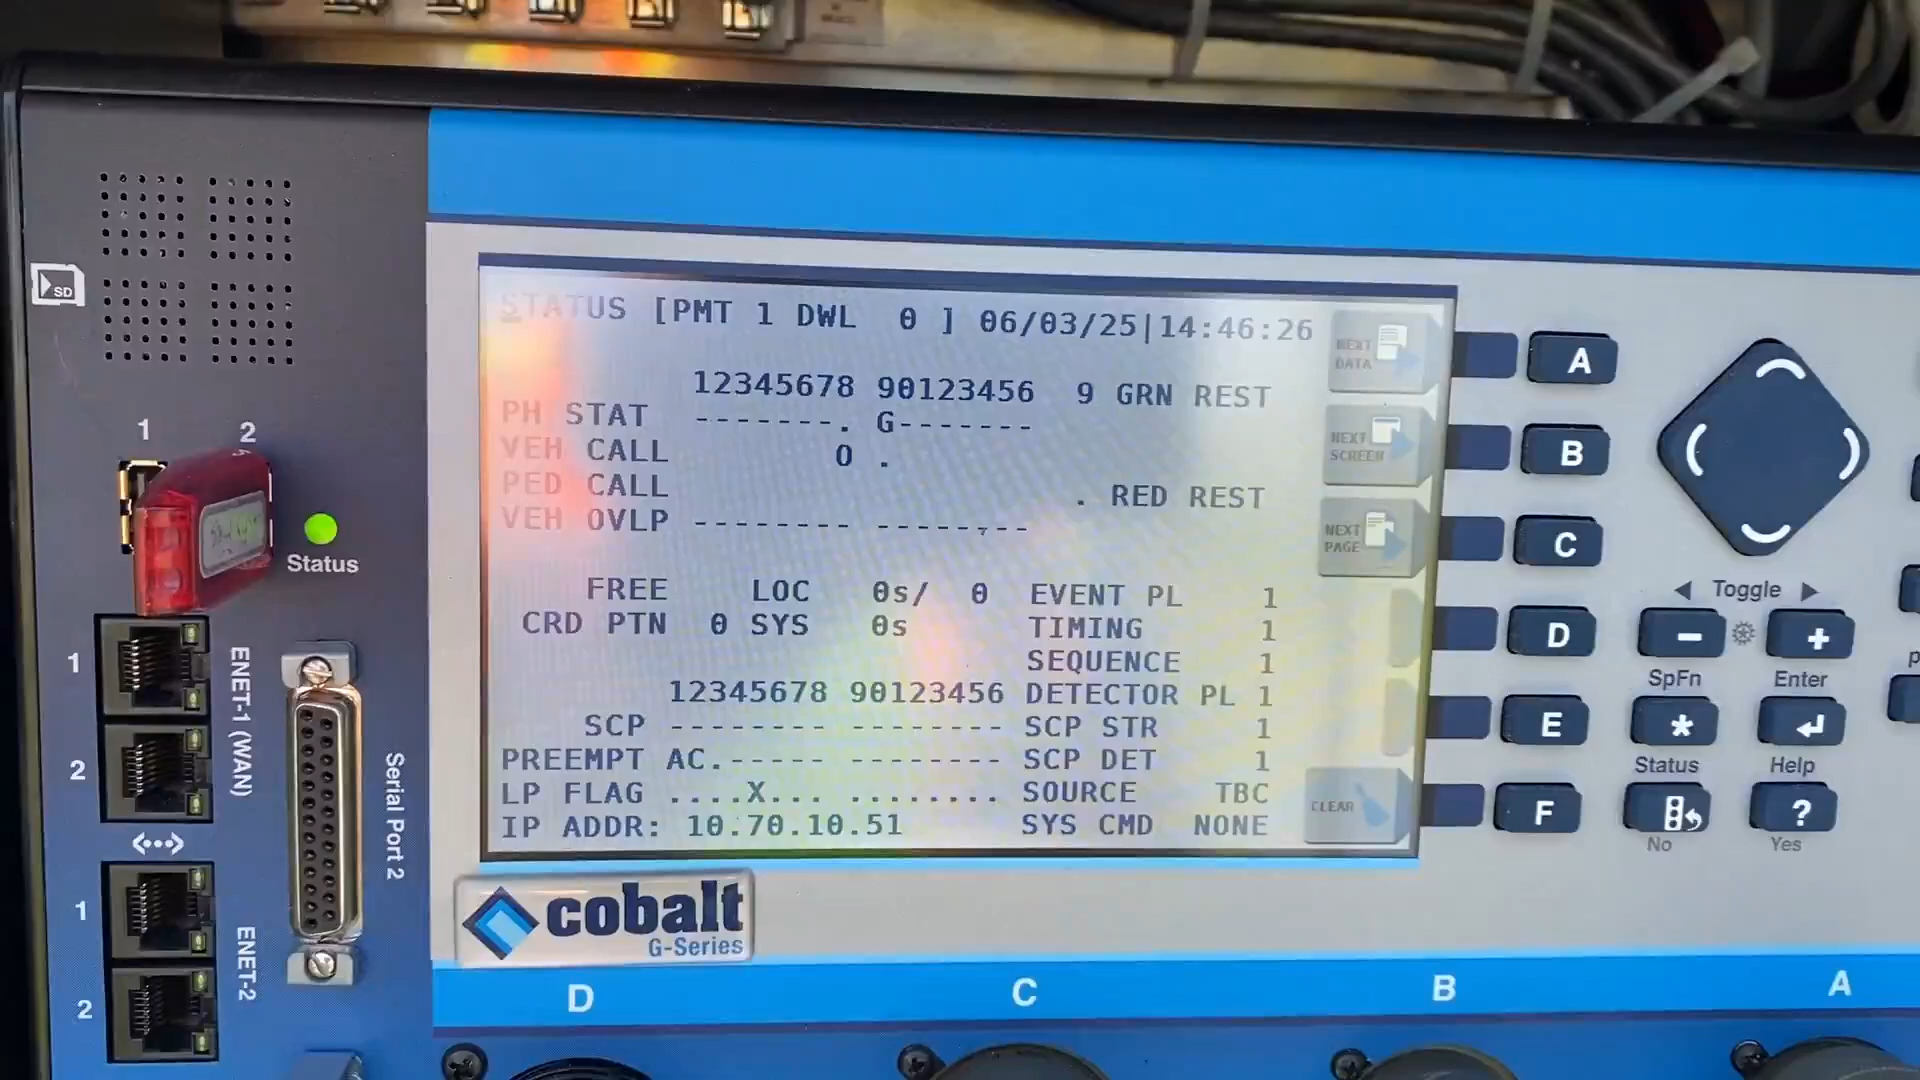 STATUS [PMT 1 DWL 0 ] 06/03/25|14:46:26
12345678 90123456 9 GRN REST
PH STAT -------. G-------
VEH CALL O .
PED CALL . RED REST
VEH OVLP -------- --------
FREE LOC 0s/ 0 EVENT PL 1
CRD PTN 0 SYS 0s TIMING 1
SEQUENCE 1
12345678 90123456 DETECTOR PL 1
SCP -------- -------- SCP STR 1
PREEMPT AC.----- -------- SCP DET 1
LP FLAG ....X... ........ SOURCE TBC
IP ADDR: 10.70.10.51 SYS CMD NONE
NEXT DATA
NEXT SCREEN
NEXT PAGE
CLEAR
A
B
C
D
E
F
◀ Toggle ▶
- +
SpFn Enter
*
Status Help
?
No Yes
SD
1 2
Status
1
2
ENET-1 (WAN)
1
2
ENET-2
Serial Port 2
cobalt
G-Series
D C B A